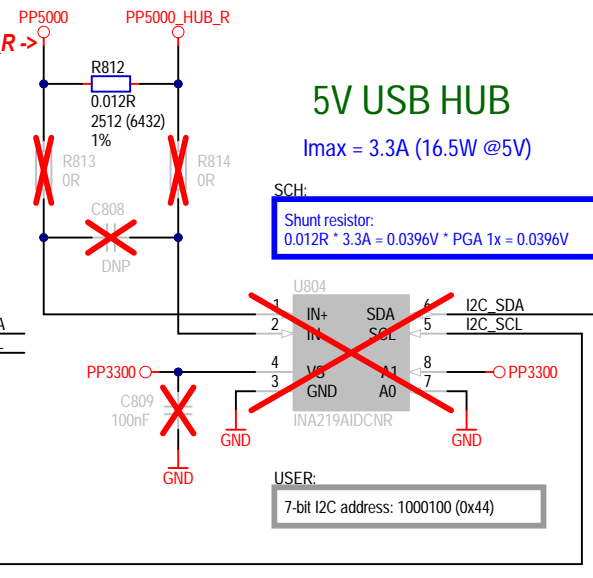 PP5000
PP5000_HUB_R
R ->
R812
0.012R
2512 (6432)
1%
5V USB HUB
Imax = 3.3A (16.5W @5V)
R813
0R
R814
0R
SCH:
Shunt resistor:
0.012R * 3.3A = 0.0396V * PGA 1x = 0.0396V
C808
DNP
U804
1
IN+
SDA
6
I2C_SDA
2
IN-
SCL
5
I2C_SCL
A
PP3300
4
VS
A1
8
PP3300
3
GND
A0
7
C809
100nF
INA219AIDCNR
GND
GND
GND
USER:
7-bit I2C address: 1000100 (0x44)